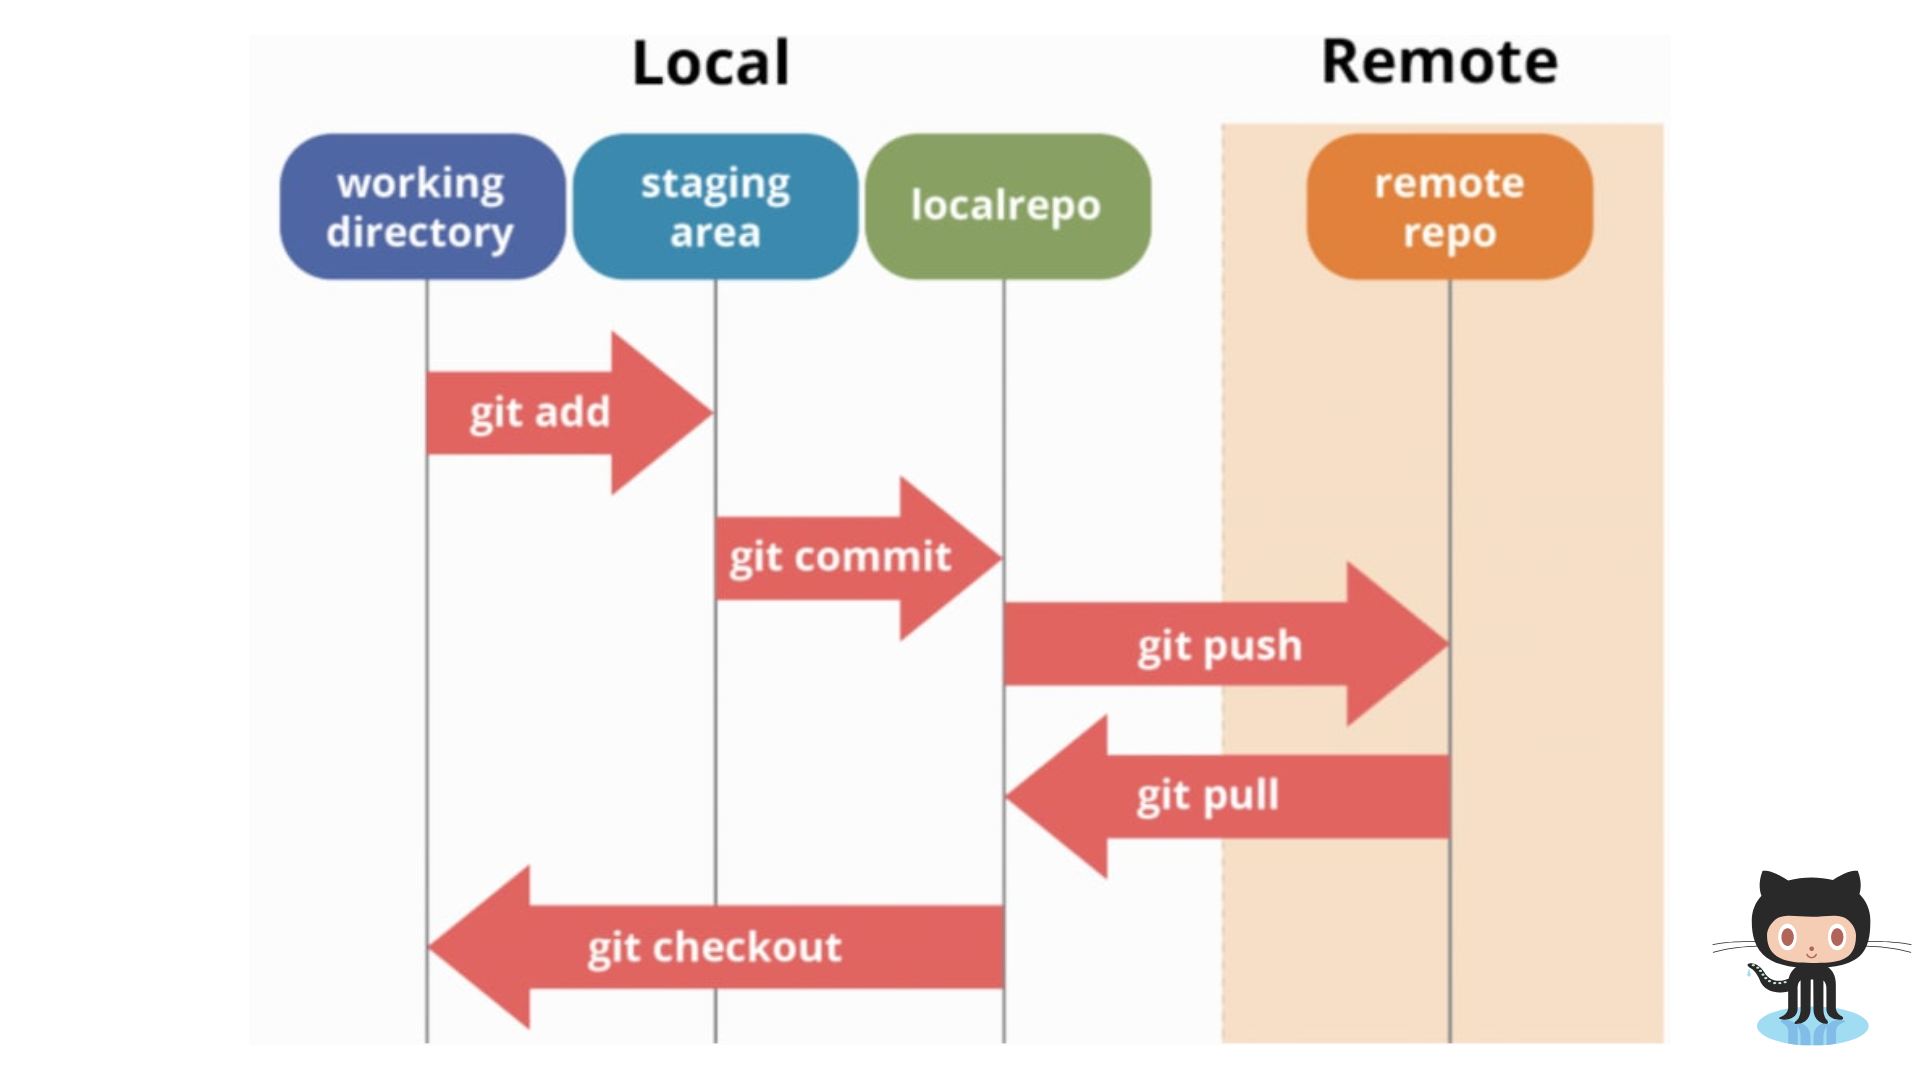 Local
Remote
working
directory
staging
area
localrepo
remote
repo
git add
git commit
git push
git pull
git checkout